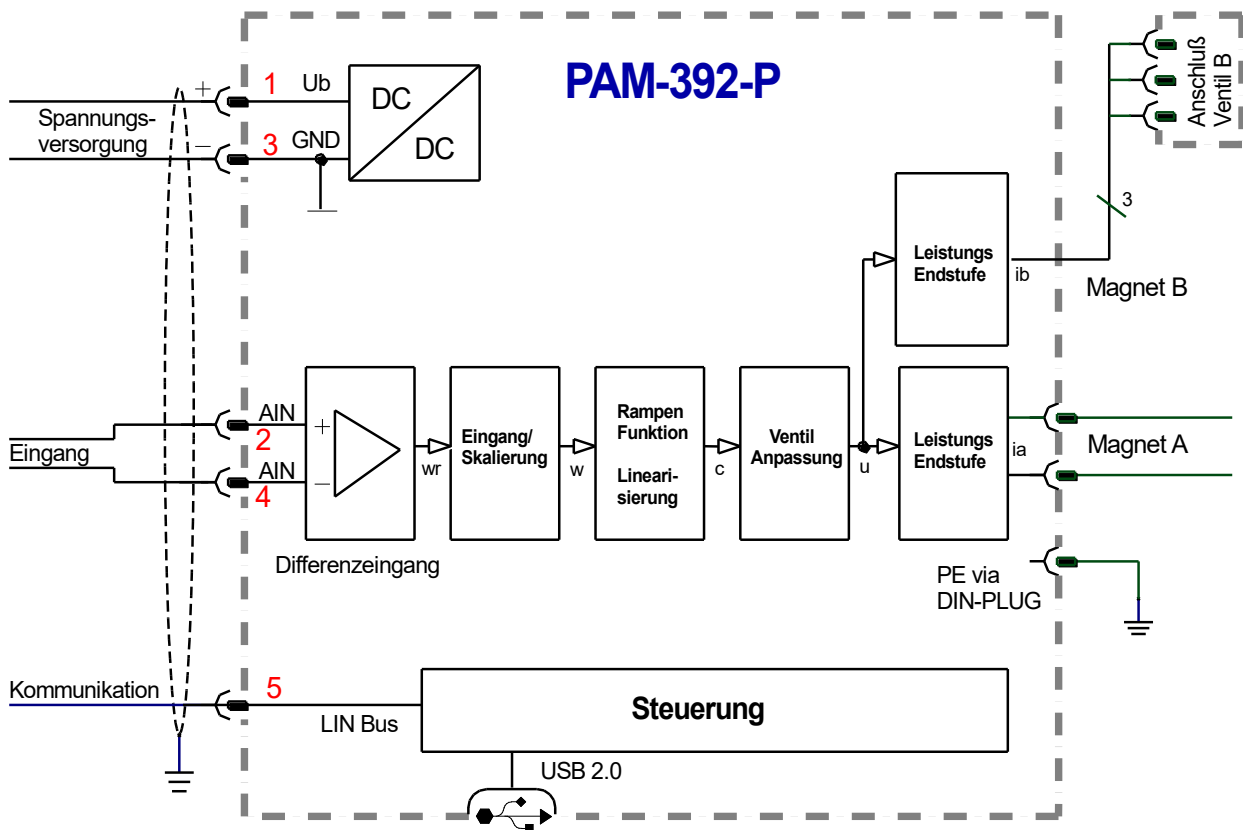 PAM-392-P
Anschluß
Ventil B
+
1
Ub
DC
DC
Spannungs-
versorgung
−
3
GND
3
Leistungs
Endstufe
ib
Magnet B
AIN
2
+
Eingang
AIN
4
−
wr
Eingang/
Skalierung
w
Rampen
Funktion
Lineari-
sierung
c
Ventil
Anpassung
u
Leistungs
Endstufe
ia
Magnet A
Differenzeingang
PE via
DIN-PLUG
Kommunikation
5
LIN Bus
Steuerung
USB 2.0